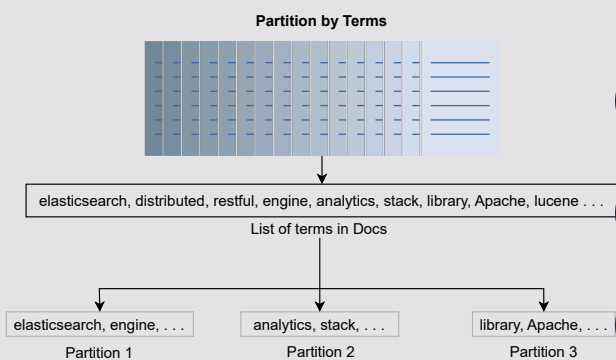 Partition by Terms
elasticsearch, distributed, restful, engine, analytics, stack, library, Apache, lucene . . .
List of terms in Docs
elasticsearch, engine, . . .
analytics, stack, . . .
library, Apache, . . .
Partition 1
Partition 2
Partition 3